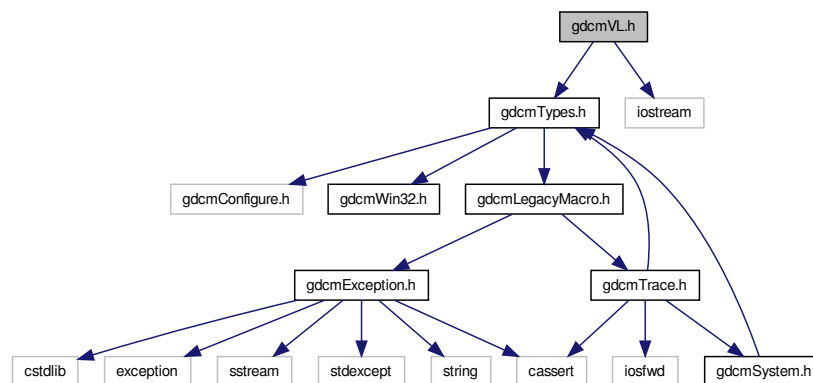 gdcmVL.h
gdcmTypes.h
iostream
gdcmConfigure.h
gdcmWin32.h
gdcmLegacyMacro.h
gdcmException.h
gdcmTrace.h
cstdlib
exception
sstream
stdexcept
string
cassert
iosfwd
gdcmSystem.h